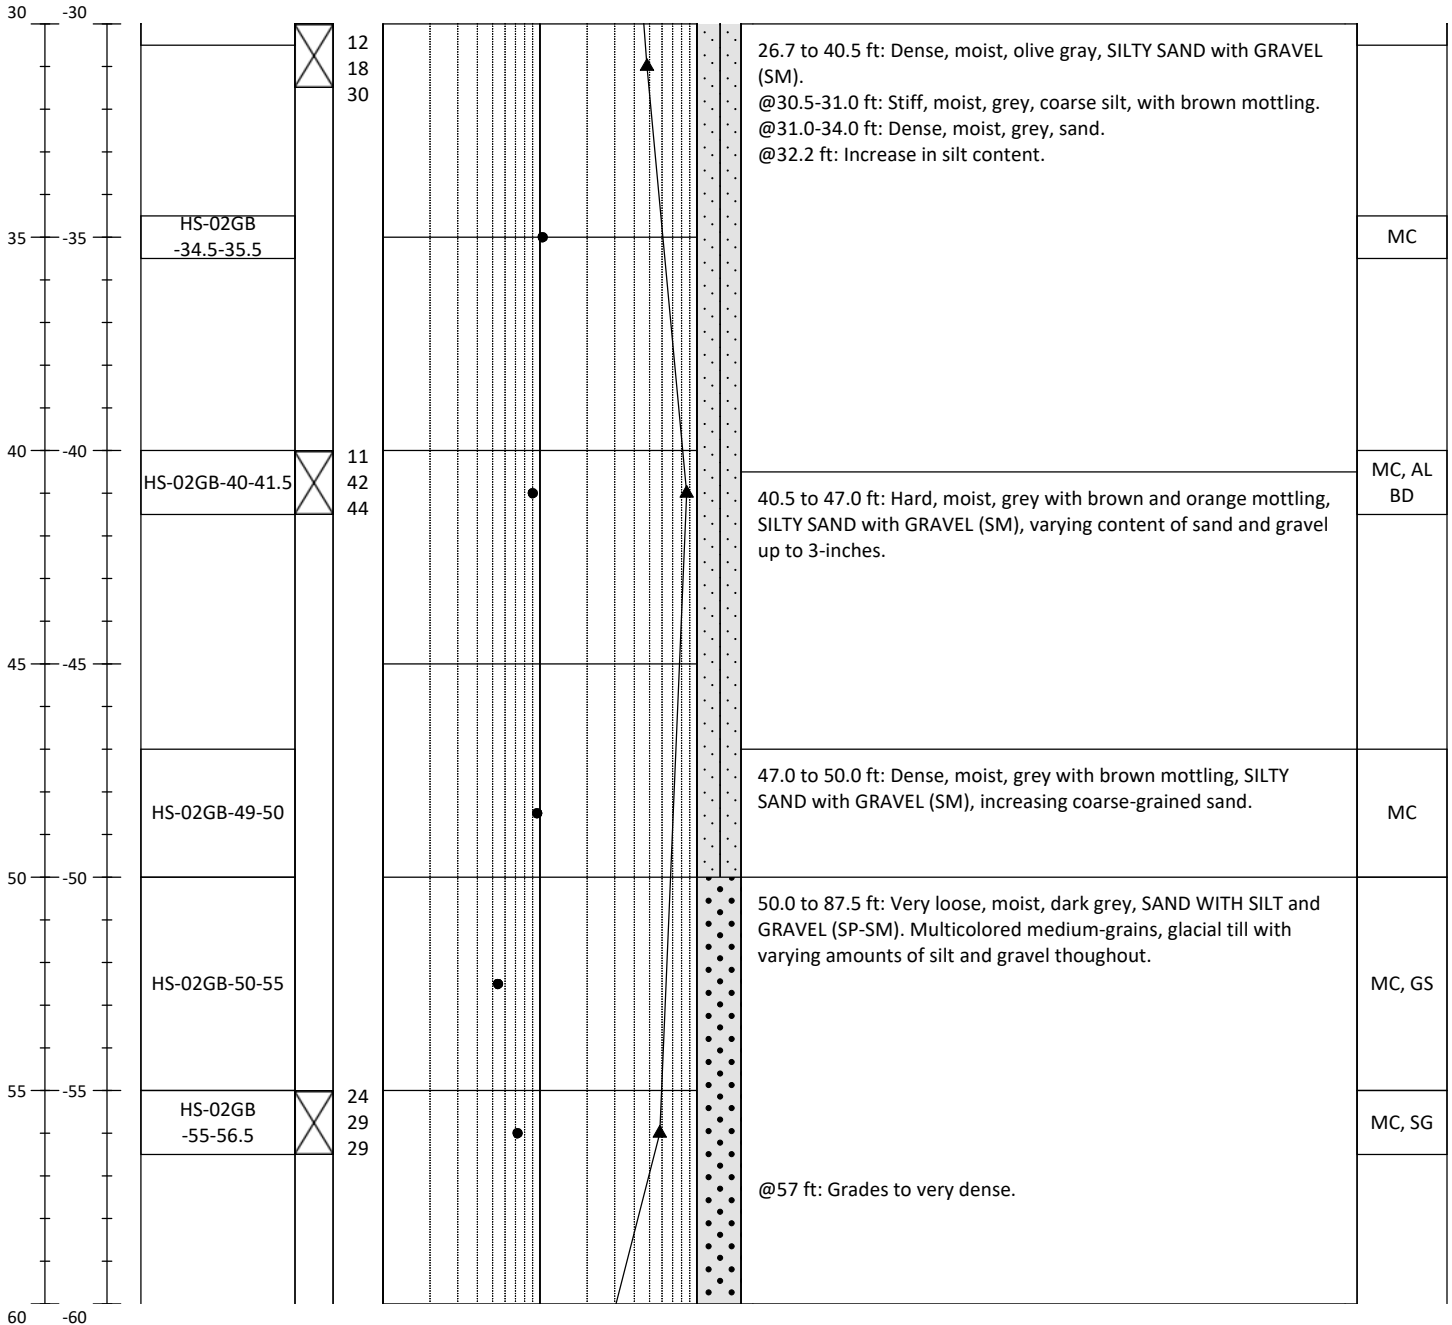 30 -30
12
18
30
26.7 to 40.5 ft: Dense, moist, olive gray, SILTY SAND with GRAVEL
(SM).
@30.5-31.0 ft: Stiff, moist, grey, coarse silt, with brown mottling.
@31.0-34.0 ft: Dense, moist, grey, sand.
@32.2 ft: Increase in silt content.
35 -35
HS-02GB
-34.5-35.5
MC
40 -40
HS-02GB-40-41.5
11
42
44
MC, AL
BD
40.5 to 47.0 ft: Hard, moist, grey with brown and orange mottling,
SILTY SAND with GRAVEL (SM), varying content of sand and gravel
up to 3-inches.
45 -45
HS-02GB-49-50
47.0 to 50.0 ft: Dense, moist, grey with brown mottling, SILTY
SAND with GRAVEL (SM), increasing coarse-grained sand.
MC
50 -50
HS-02GB-50-55
50.0 to 87.5 ft: Very loose, moist, dark grey, SAND WITH SILT and
GRAVEL (SP-SM). Multicolored medium-grains, glacial till with
varying amounts of silt and gravel thoughout.
MC, GS
55 -55
HS-02GB
-55-56.5
24
29
29
MC, SG
@57 ft: Grades to very dense.
60 -60